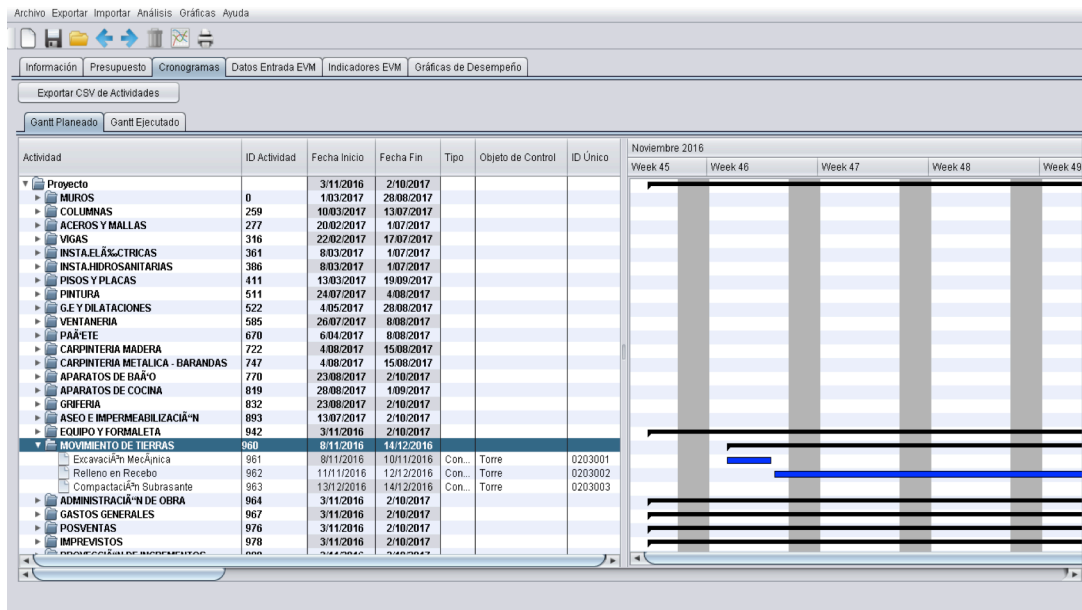 Archivo Exportar Importar Análisis Gráficas Ayuda
Información Presupuesto Cronogramas Datos Entrada EVM Indicadores EVM Gráficas de Desempeño
Exportar CSV de Actividades
Gantt Planeado Gantt Ejecutado
Actividad ID Actividad Fecha Inicio Fecha Fin Tipo Objeto de Control ID Único Noviembre 2016
Week 45 Week 46 Week 47 Week 48 Week 49
Proyecto 3/11/2016 2/10/2017
MUROS 0 1/03/2017 28/08/2017
COLUMNAS 259 10/03/2017 13/07/2017
ACEROS Y MALLAS 277 20/02/2017 1/07/2017
VIGAS 316 22/02/2017 17/07/2017
INSTA.ELÃ‰CTRICAS 361 8/03/2017 1/07/2017
INSTA.HIDROSANITARIAS 386 8/03/2017 1/07/2017
PISOS Y PLACAS 411 13/03/2017 19/09/2017
PINTURA 511 24/07/2017 4/08/2017
G.E Y DILATACIONES 522 4/05/2017 28/08/2017
VENTANERIA 585 26/07/2017 8/08/2017
PAÃ‘ETE 670 6/04/2017 8/08/2017
CARPINTERIA MADERA 722 4/08/2017 15/08/2017
CARPINTERIA METALICA - BARANDAS 747 4/08/2017 15/08/2017
APARATOS DE BAÃ‘O 770 23/08/2017 2/10/2017
APARATOS DE COCINA 819 28/08/2017 1/09/2017
GRIFERIA 832 23/08/2017 2/10/2017
ASEO E IMPERMEABILIZACIÃ“N 893 13/07/2017 2/10/2017
EQUIPO Y FORMALETA 942 3/11/2016 2/10/2017
MOVIMIENTO DE TIERRAS 960 8/11/2016 14/12/2016
ExcavaciÃ³n MecÃ¡nica 961 8/11/2016 10/11/2016 Con... Torre 0203001
Relleno en Recebo 962 11/11/2016 12/12/2016 Con... Torre 0203002
CompactaciÃ³n Subrasante 963 13/12/2016 14/12/2016 Con... Torre 0203003
ADMINISTRACIÃ“N DE OBRA 964 3/11/2016 2/10/2017
GASTOS GENERALES 967 3/11/2016 2/10/2017
POSVENTAS 976 3/11/2016 2/10/2017
IMPREVISTOS 978 3/11/2016 2/10/2017